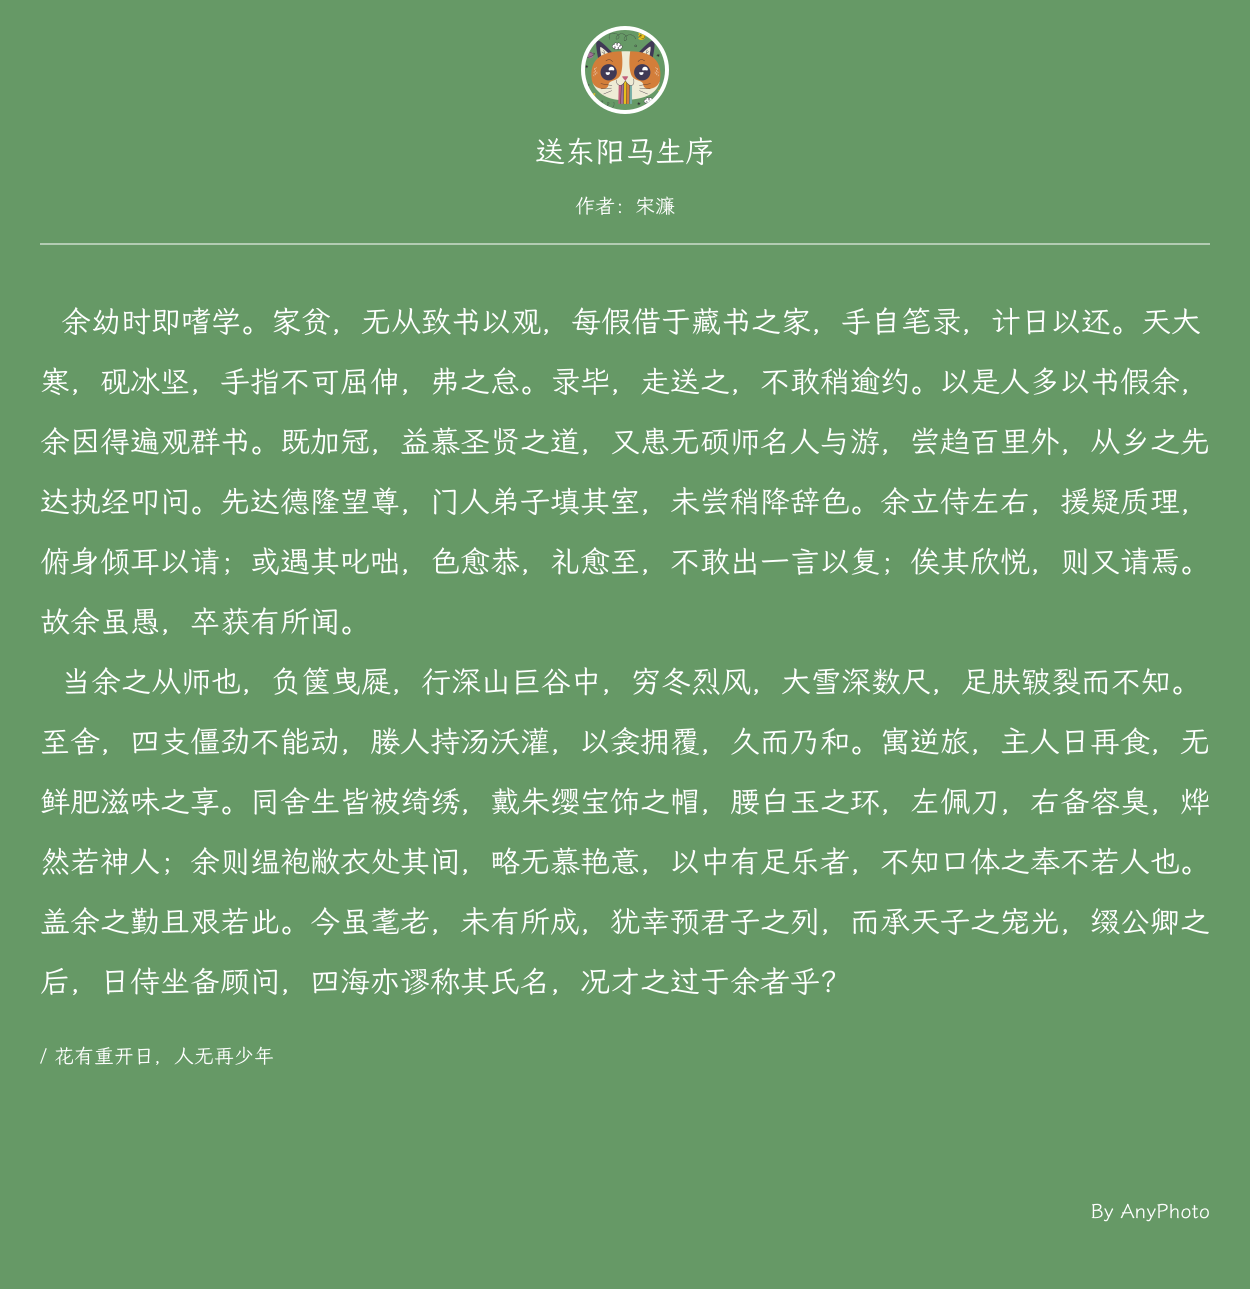 送东阳马生序
作者：宋濂
余幼时即嗜学。家贫，无从致书以观，每假借于藏书之家，手自笔录，计日以还。天大
寒，砚冰坚，手指不可屈伸，弗之怠。录毕，走送之，不敢稍逾约。以是人多以书假余，
余因得遍观群书。既加冠，益慕圣贤之道，又患无硕师名人与游，尝趋百里外，从乡之先
达执经叩问。先达德隆望尊，门人弟子填其室，未尝稍降辞色。余立侍左右，援疑质理，
俯身倾耳以请；或遇其叱咄，色愈恭，礼愈至，不敢出一言以复；俟其欣悦，则又请焉。
故余虽愚，卒获有所闻。
当余之从师也，负箧曳屣，行深山巨谷中，穷冬烈风，大雪深数尺，足肤皲裂而不知。
至舍，四支僵劲不能动，媵人持汤沃灌，以衾拥覆，久而乃和。寓逆旅，主人日再食，无
鲜肥滋味之享。同舍生皆被绮绣，戴朱缨宝饰之帽，腰白玉之环，左佩刀，右备容臭，烨
然若神人；余则缊袍敝衣处其间，略无慕艳意，以中有足乐者，不知口体之奉不若人也。
盖余之勤且艰若此。今虽耄老，未有所成，犹幸预君子之列，而承天子之宠光，缀公卿之
后，日侍坐备顾问，四海亦谬称其氏名，况才之过于余者乎？
/ 花有重开日，人无再少年
By AnyPhoto